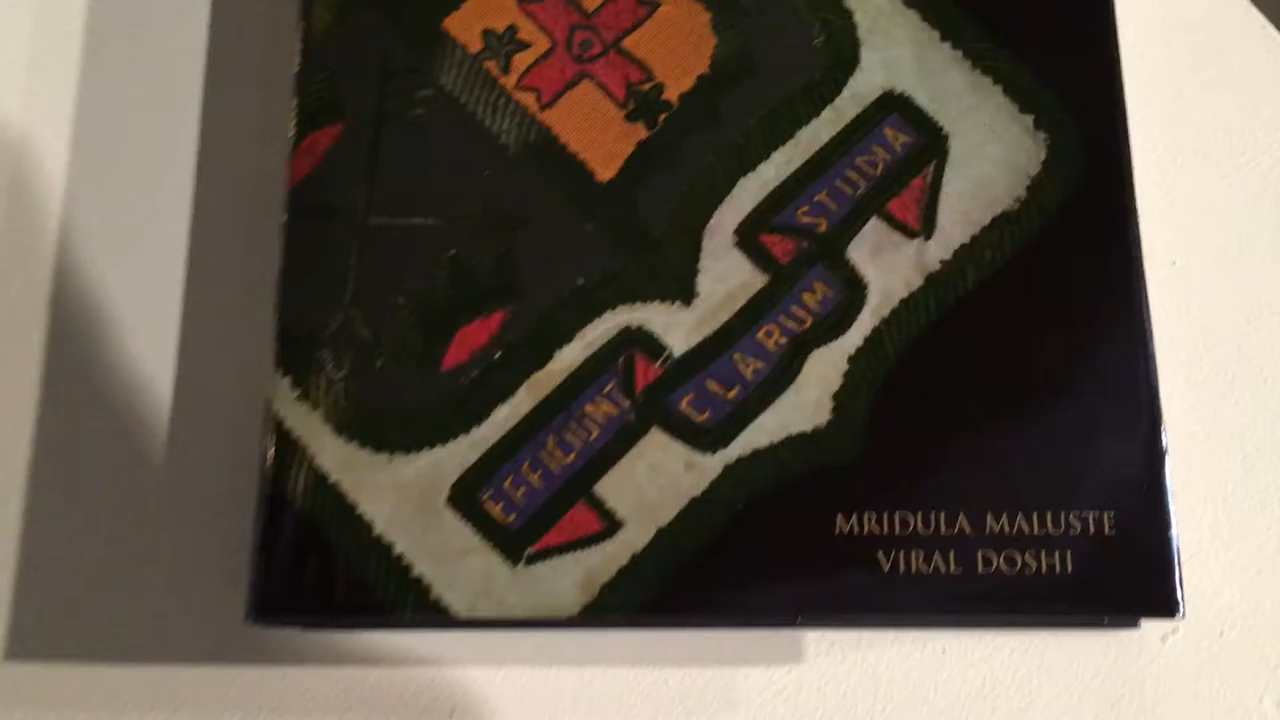 EFFICIUNT
CLARUM
STUDIA
MRIDULA MALUSTE
VIRAL DOSHI